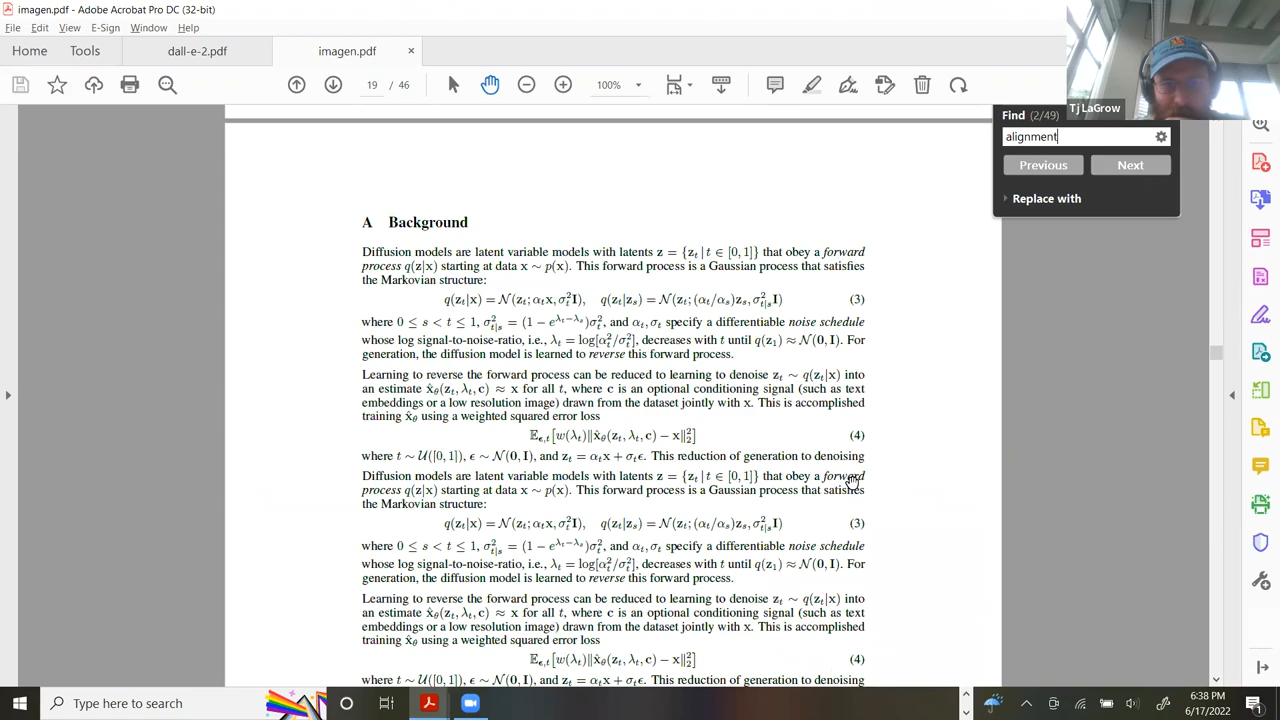 imagen.pdf - Adobe Acrobat Pro DC (32-bit)
File Edit View E-Sign Window Help
Home Tools dall-e-2.pdf imagen.pdf ×
19 / 46 100%
Tj LaGrow
Find (2/49)
alignment
Previous Next
Replace with
A Background
Diffusion models are latent variable models with latents z = {z_t | t ∈ [0, 1]} that obey a forward
process q(z|x) starting at data x ∼ p(x). This forward process is a Gaussian process that satisfies
the Markovian structure:
q(z_t|x) = N(z_t; α_t x, σ_t^2 I), q(z_t|z_s) = N(z_t; (α_t/α_s)z_s, σ_{t|s}^2 I) (3)
where 0 ≤ s < t ≤ 1, σ_{t|s}^2 = (1 − e^{λ_t−λ_s})σ_t^2, and α_t, σ_t specify a differentiable noise schedule
whose log signal-to-noise-ratio, i.e., λ_t = log[α_t^2/σ_t^2], decreases with t until q(z_1) ≈ N(0, I). For
generation, the diffusion model is learned to reverse this forward process.
Learning to reverse the forward process can be reduced to learning to denoise z_t ∼ q(z_t|x) into
an estimate x̂_θ(z_t, λ_t, c) ≈ x for all t, where c is an optional conditioning signal (such as text
embeddings or a low resolution image) drawn from the dataset jointly with x. This is accomplished
training x̂_θ using a weighted squared error loss
E_{ϵ,t}[w(λ_t)‖x̂_θ(z_t, λ_t, c) − x‖_2^2] (4)
where t ∼ U([0, 1]), ϵ ∼ N(0, I), and z_t = α_t x + σ_t ϵ. This reduction of generation to denoising
Diffusion models are latent variable models with latents z = {z_t | t ∈ [0, 1]} that obey a forward
process q(z|x) starting at data x ∼ p(x). This forward process is a Gaussian process that satisfies
the Markovian structure:
q(z_t|x) = N(z_t; α_t x, σ_t^2 I), q(z_t|z_s) = N(z_t; (α_t/α_s)z_s, σ_{t|s}^2 I) (3)
where 0 ≤ s < t ≤ 1, σ_{t|s}^2 = (1 − e^{λ_t−λ_s})σ_t^2, and α_t, σ_t specify a differentiable noise schedule
whose log signal-to-noise-ratio, i.e., λ_t = log[α_t^2/σ_t^2], decreases with t until q(z_1) ≈ N(0, I). For
generation, the diffusion model is learned to reverse this forward process.
Learning to reverse the forward process can be reduced to learning to denoise z_t ∼ q(z_t|x) into
an estimate x̂_θ(z_t, λ_t, c) ≈ x for all t, where c is an optional conditioning signal (such as text
embeddings or a low resolution image) drawn from the dataset jointly with x. This is accomplished
training x̂_θ using a weighted squared error loss
E_{ϵ,t}[w(λ_t)‖x̂_θ(z_t, λ_t, c) − x‖_2^2] (4)
where t ∼ U([0, 1]), ϵ ∼ N(0, I), and z_t = α_t x + σ_t ϵ. This reduction of generation to denoising
Type here to search
6:38 PM
6/17/2022
1